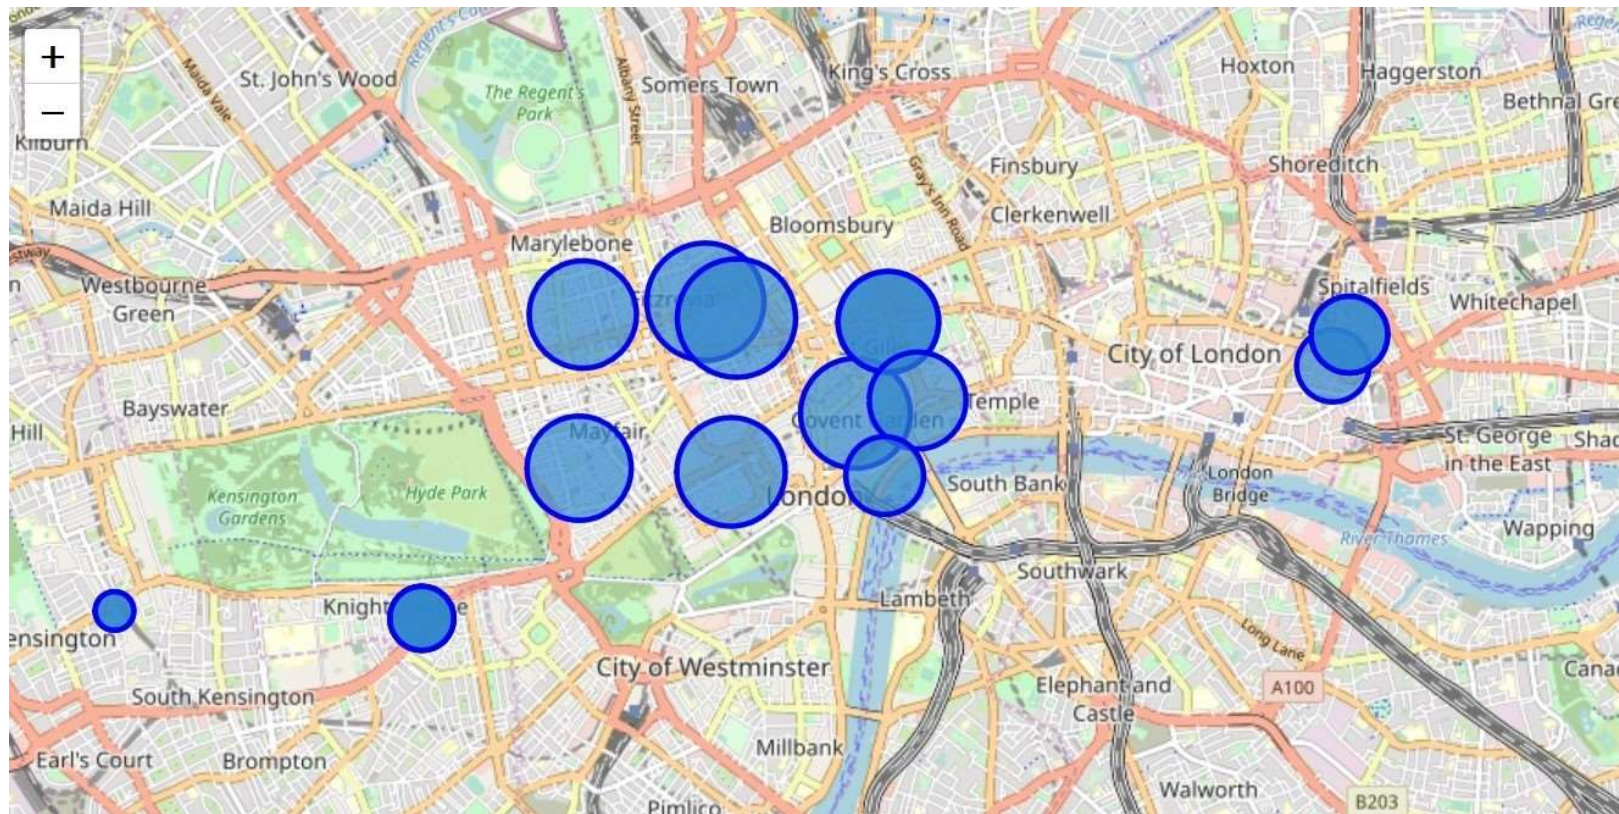 +
−
Kilburn
St. John's Wood
Maida Vale
Regent's
The Regent's
Park
Albany Street
Somers Town
King's Cross
Hoxton
Haggerston
Bethnal Gre
Shoreditch
Finsbury
Gray's Inn Road
Clerkenwell
Maida Hill
Bloomsbury
Marylebone
Westbourne
Green
Spitalfields
Whitechapel
City of London
Bayswater
Hill
Mayfair
Covent Garden
Temple
St. George
in the East
Shad
Kensington
Gardens
Hyde Park
London
South Bank
London
Bridge
Wapping
River Thames
Southwark
Lambeth
ensington
Long Lane
City of Westminster
South Kensington
Elephant and
Castle
A100
Cana
Earl's Court
Brompton
Millbank
Walworth
Pimlico
B203